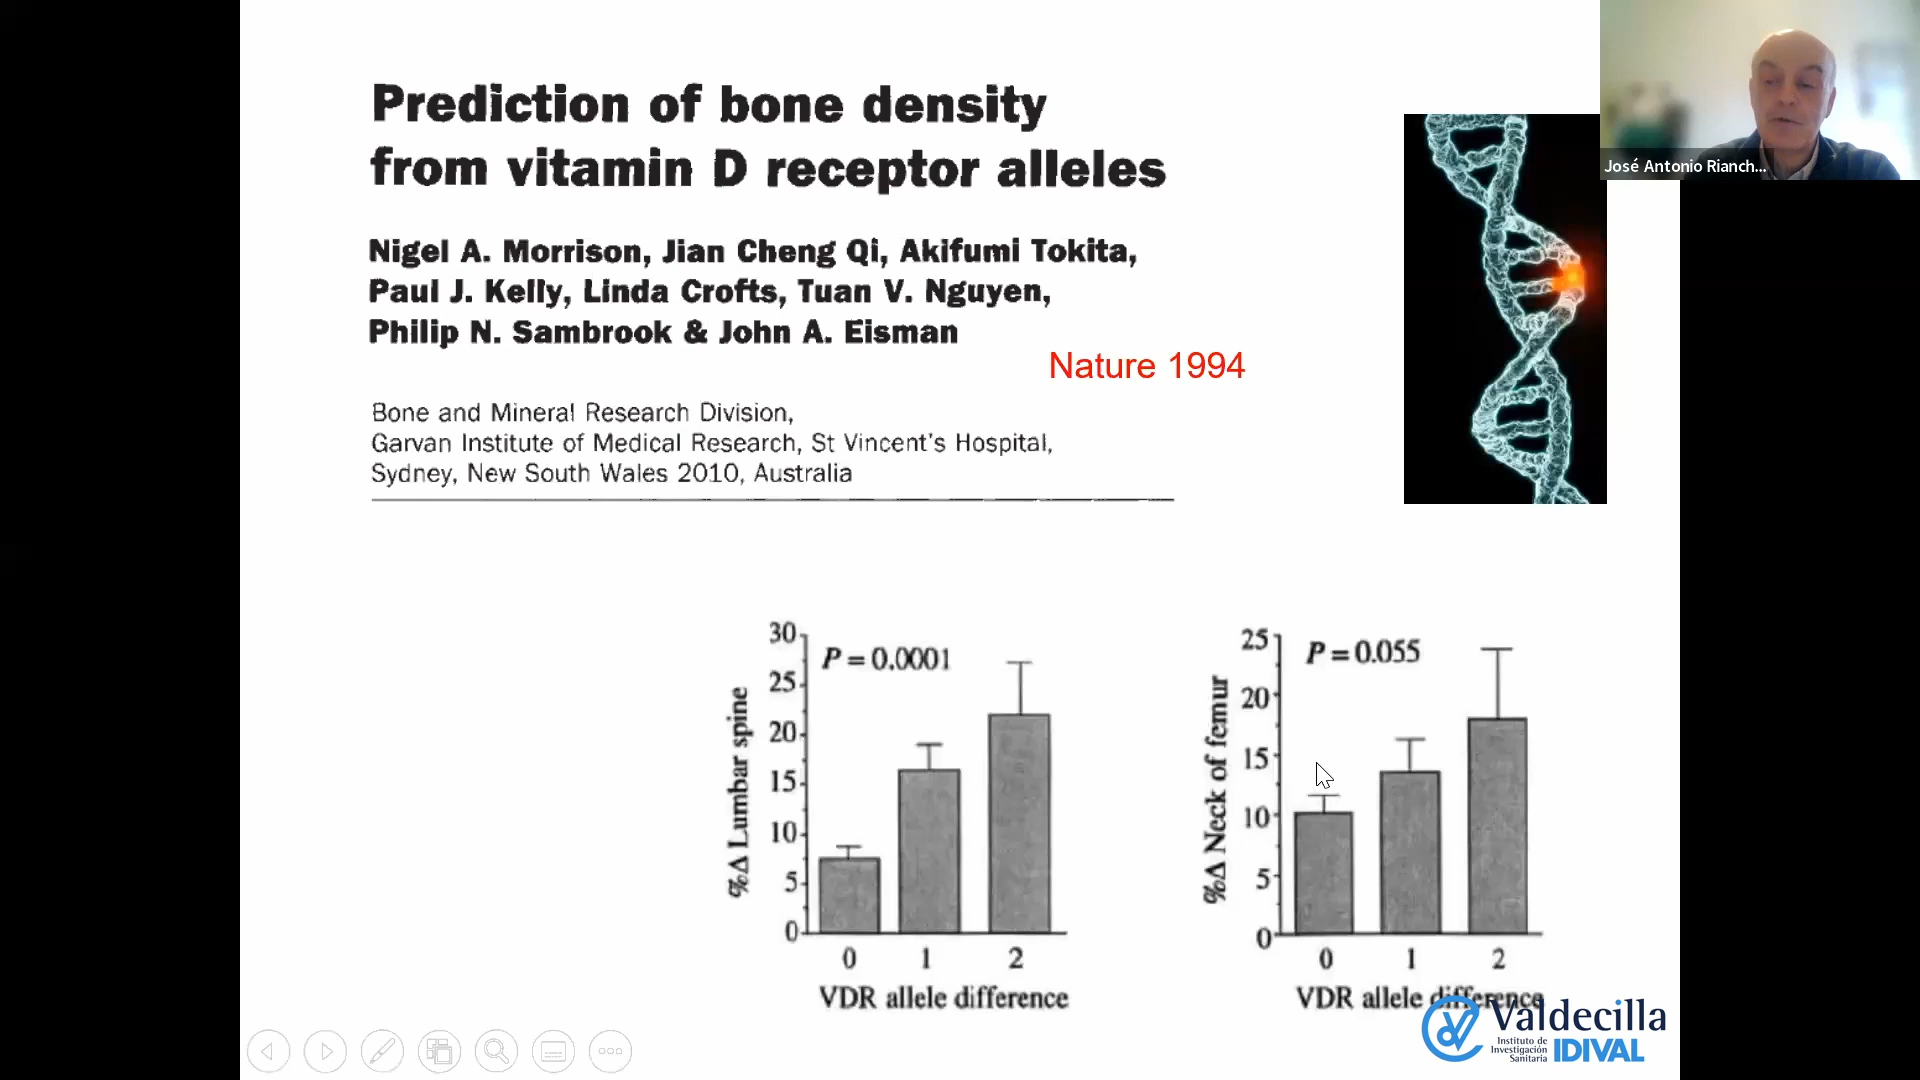 Prediction of bone density
from vitamin D receptor alleles
Nigel A. Morrison, Jian Cheng Qi, Akifumi Tokita,
Paul J. Kelly, Linda Crofts, Tuan V. Nguyen,
Philip N. Sambrook & John A. Eisman
Nature 1994
Bone and Mineral Research Division,
Garvan Institute of Medical Research, St Vincent's Hospital,
Sydney, New South Wales 2010, Australia
José Antonio Rianch...
%Δ Lumbar spine
30
25
20
15
10
5
0
P = 0.0001
0 1 2
VDR allele difference
%Δ Neck of femur
25
20
15
10
5
0
P = 0.055
0 1 2
VDR allele difference
Valdecilla
Instituto de
Investigación
Sanitaria
IDIVAL